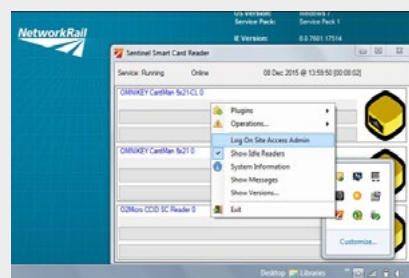 OS Version: Windows 7
Service Pack: Service Pack 1
IE Version: 8.0.7601.17514
NetworkRail
Sentinel Smart Card Reader
Service Running Online 08 Dec 2015 @ 13:59:50 [00:00:02]
OMNIKEY CardMan 5x21-CL 0
Plugins
Operations...
Log On Site Access Admin
OMNIKEY CardMan 5x21 0
Show Idle Readers
System Information
Show Messages
Show Versions...
O2Micro CCID SC Reader 0
Exit
Customize...
Desktop Libraries